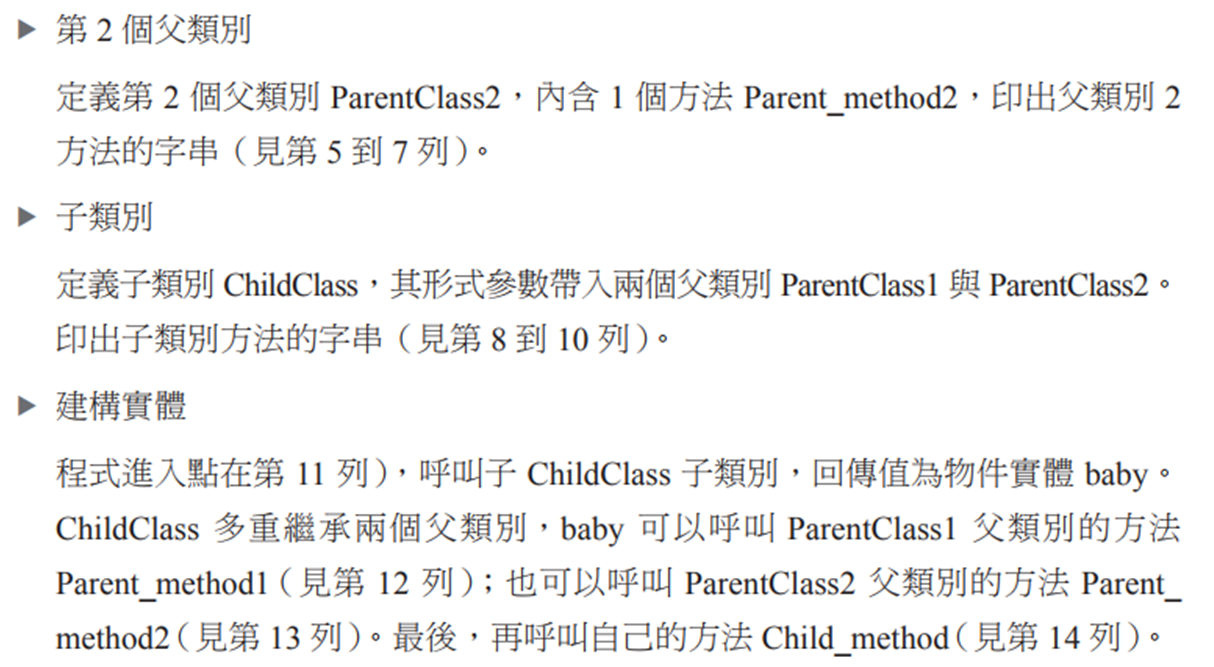 ▶ 第 2 個父類別
定義第 2 個父類別 ParentClass2，內含 1 個方法 Parent_method2，印出父類別 2
方法的字串（見第 5 到 7 列）。
▶ 子類別
定義子類別 ChildClass，其形式參數帶入兩個父類別 ParentClass1 與 ParentClass2。
印出子類別方法的字串（見第 8 到 10 列）。
▶ 建構實體
程式進入點在第 11 列），呼叫子 ChildClass 子類別，回傳值為物件實體 baby。
ChildClass 多重繼承兩個父類別，baby 可以呼叫 ParentClass1 父類別的方法
Parent_method1（見第 12 列）；也可以呼叫 ParentClass2 父類別的方法 Parent_
method2（見第 13 列）。最後，再呼叫自己的方法 Child_method（見第 14 列）。